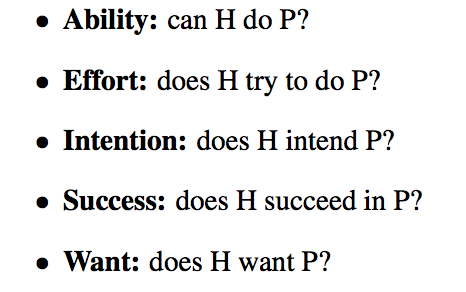 • Ability: can H do P?
• Effort: does H try to do P?
• Intention: does H intend P?
• Success: does H succeed in P?
• Want: does H want P?